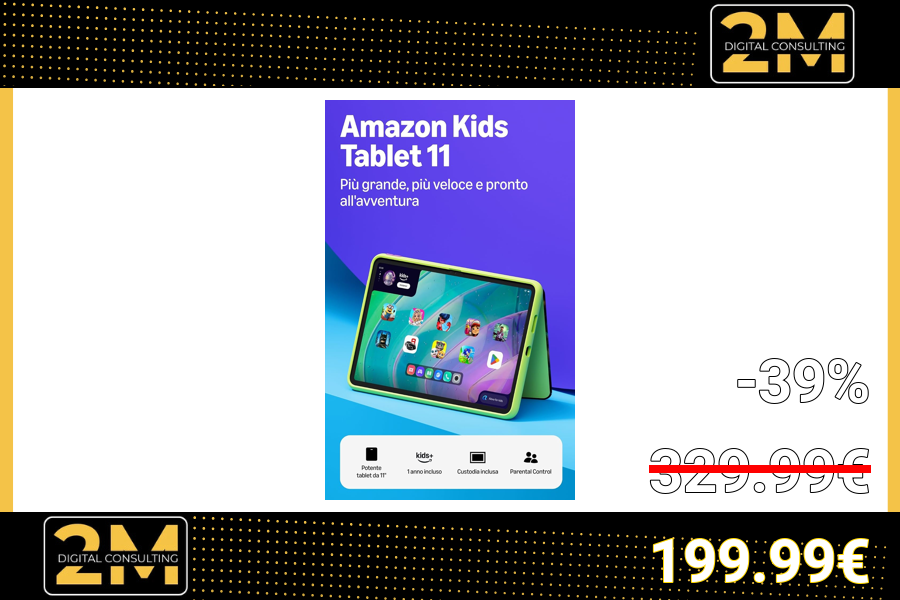 2M
DIGITAL CONSULTING
Amazon Kids
Tablet 11
Più grande, più veloce e pronto
all'avventura
kids+
Potente
tablet da 11"
kids+
1 anno incluso
Custodia inclusa
Parental Control
-39%
329.99€
2M
DIGITAL CONSULTING
199.99€